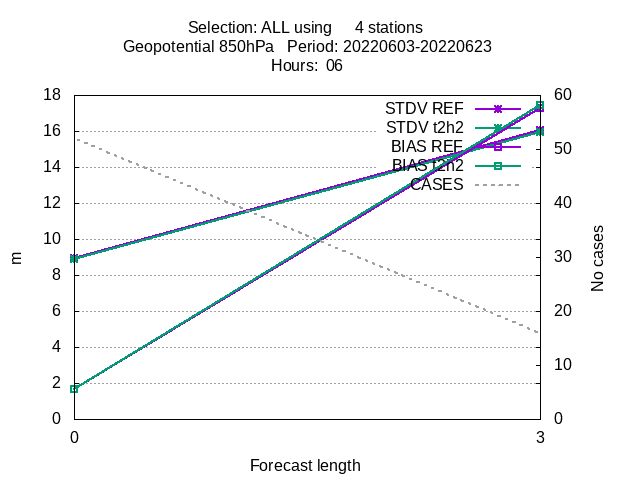 Selection: ALL using     4 stations
Geopotential 850hPa   Period: 20220603-20220623
Hours:  06
18
16
14
12
10
8
6
4
2
0
60
50
40
30
20
10
0
m
No cases
STDV REF
STDV t2h2
BIAS REF
BIAS t2h2
CASES
0
3
Forecast length